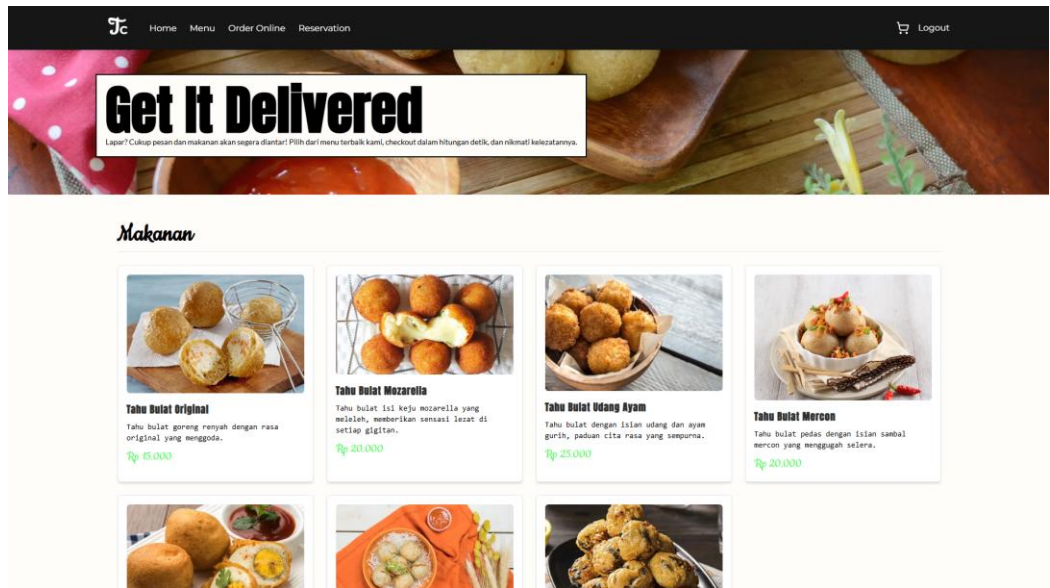 Tc
Home Menu Order Online Reservation
Logout
Get It Delivered
Lapar? Cukup pesan dan makanan akan segera diantar! Pilih dari menu terbaik kami, checkout dalam hitungan detik, dan nikmati kelezatannya.
Makanan
Tahu Bulat Original
Tahu bulat goreng renyah dengan rasa
original yang menggoda.
Rp 15.000
Tahu Bulat Mozarella
Tahu bulat isi keju mozarella yang
meleleh, memberikan sensasi lezat di
setiap gigitan.
Rp 20.000
Tahu Bulat Udang Ayam
Tahu bulat dengan isian udang dan ayam
gurih, paduan cita rasa yang sempurna.
Rp 25.000
Tahu Bulat Mercon
Tahu bulat pedas dengan isian sambal
mercon yang menggugah selera.
Rp 20.000